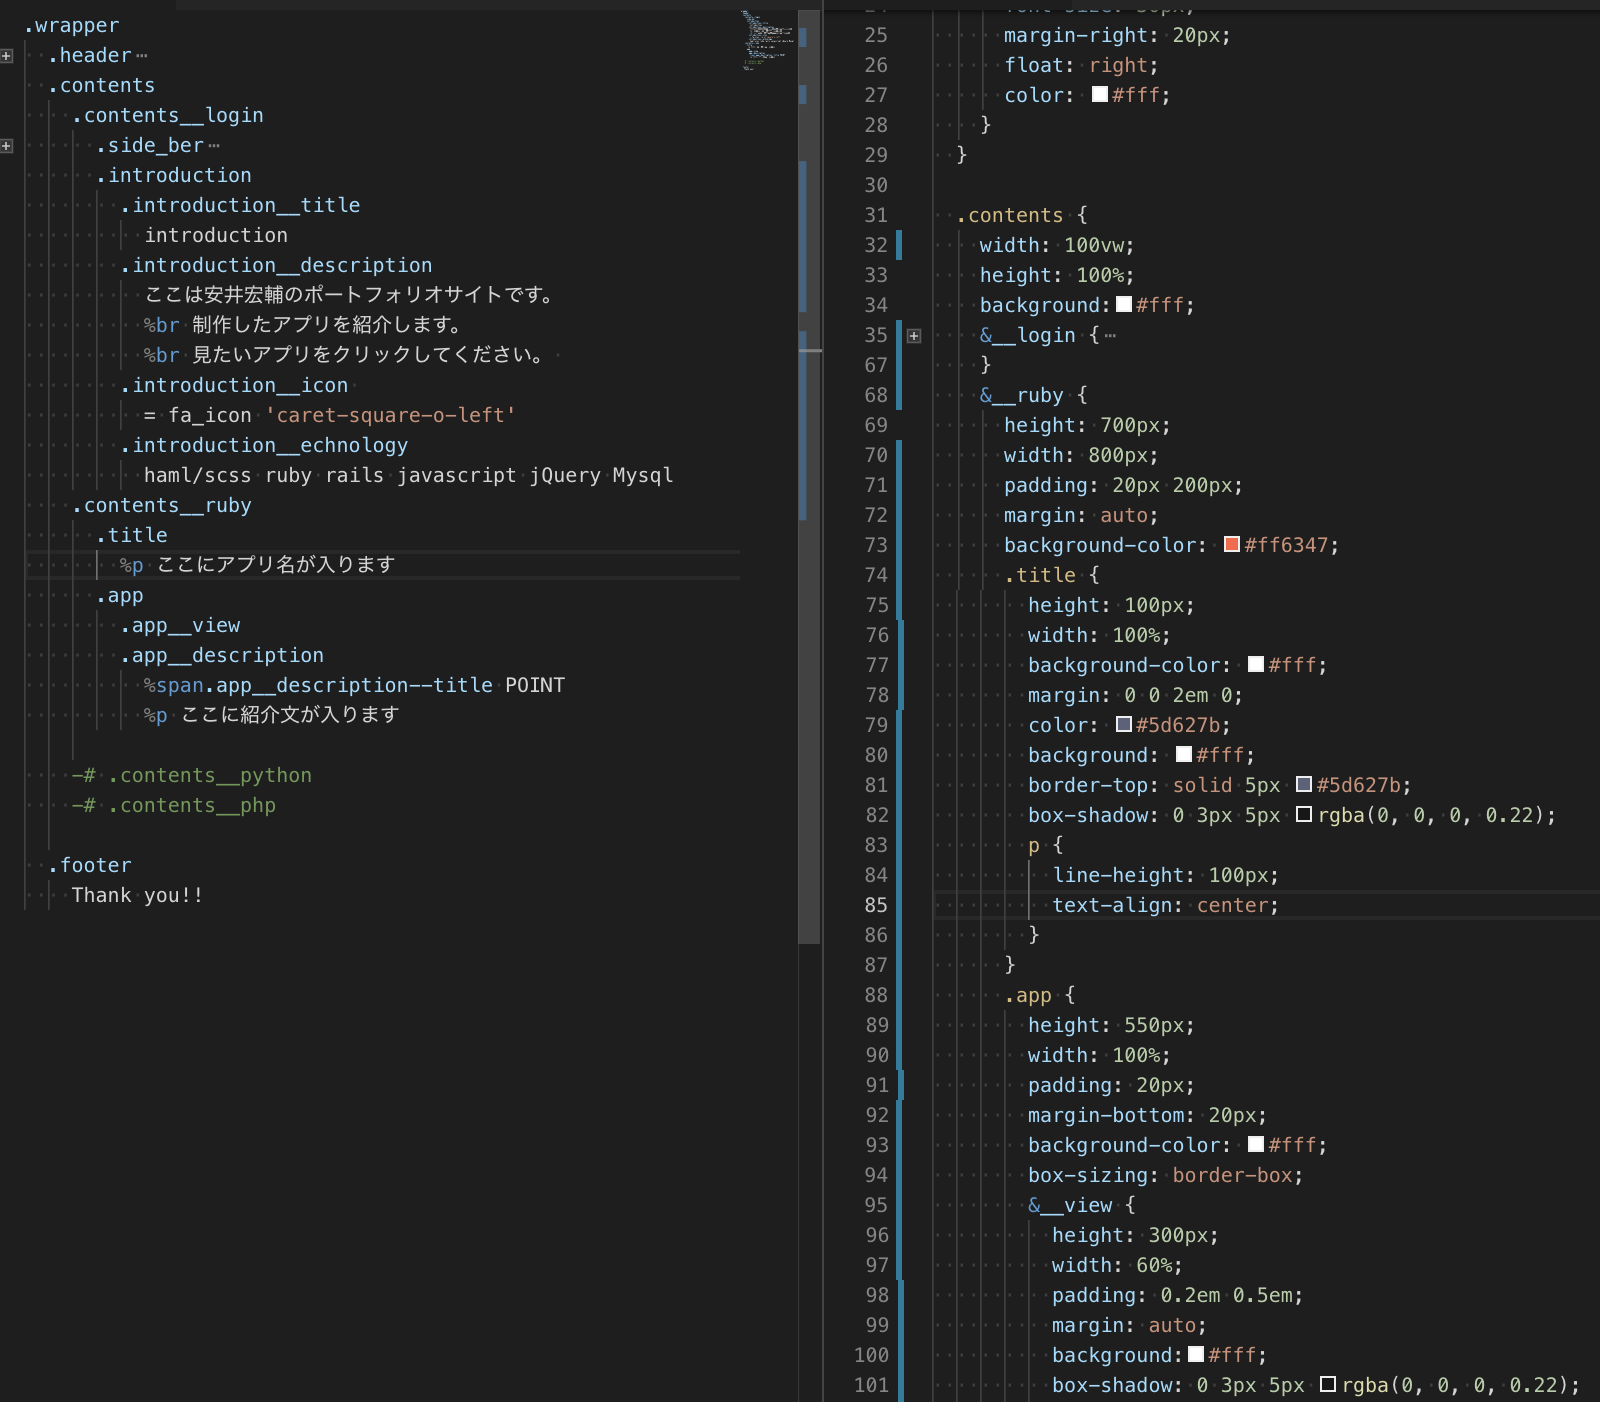 .wrapper
.header…
.contents
.contents__login
.side_ber…
.introduction
.introduction__title
introduction
.introduction__description
ここは安井宏輔のポートフォリオサイトです。
%br 制作したアプリを紹介します。
%br 見たいアプリをクリックしてください。
.introduction__icon
= fa_icon 'caret-square-o-left'
.introduction__echnology
haml/scss ruby rails javascript jQuery Mysql
.contents__ruby
.title
%p ここにアプリ名が入ります
.app
.app__view
.app__description
%span.app__description--title POINT
%p ここに紹介文が入ります
-# .contents__python
-# .contents__php
.footer
Thank you!!
25 margin-right: 20px;
26 float: right;
27 color: #fff;
28 }
29 }
30
31 .contents {
32 width: 100vw;
33 height: 100%;
34 background:#fff;
35 &__login {…
67 }
68 &__ruby {
69 height: 700px;
70 width: 800px;
71 padding: 20px 200px;
72 margin: auto;
73 background-color: #ff6347;
74 .title {
75 height: 100px;
76 width: 100%;
77 background-color: #fff;
78 margin: 0 0 2em 0;
79 color: #5d627b;
80 background: #fff;
81 border-top: solid 5px #5d627b;
82 box-shadow: 0 3px 5px rgba(0, 0, 0, 0.22);
83 p {
84 line-height: 100px;
85 text-align: center;
86 }
87 }
88 .app {
89 height: 550px;
90 width: 100%;
91 padding: 20px;
92 margin-bottom: 20px;
93 background-color: #fff;
94 box-sizing: border-box;
95 &__view {
96 height: 300px;
97 width: 60%;
98 padding: 0.2em 0.5em;
99 margin: auto;
100 background:#fff;
101 box-shadow: 0 3px 5px rgba(0, 0, 0, 0.22);